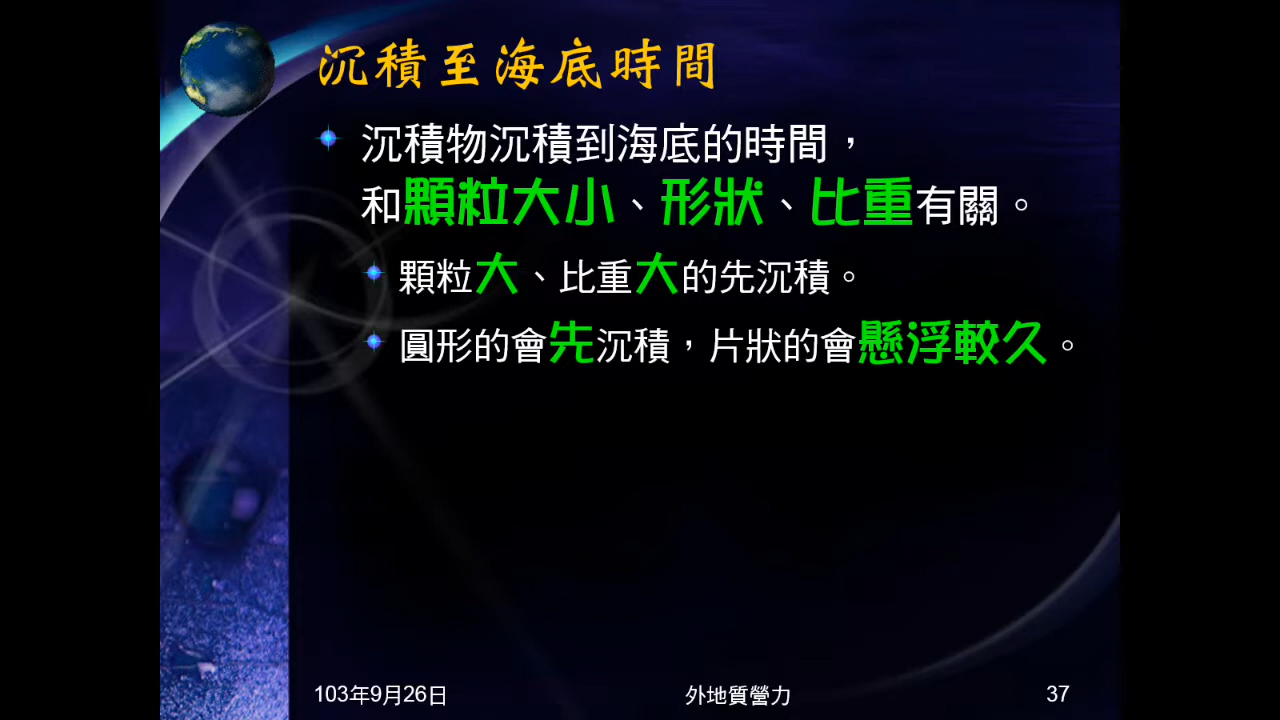 沉積至海底時間
沉積物沉積到海底的時間，
和顆粒大小、形狀、比重有關。
顆粒大、比重大的先沉積。
圓形的會先沉積，片狀的會懸浮較久。
103年9月26日
外地質營力
37